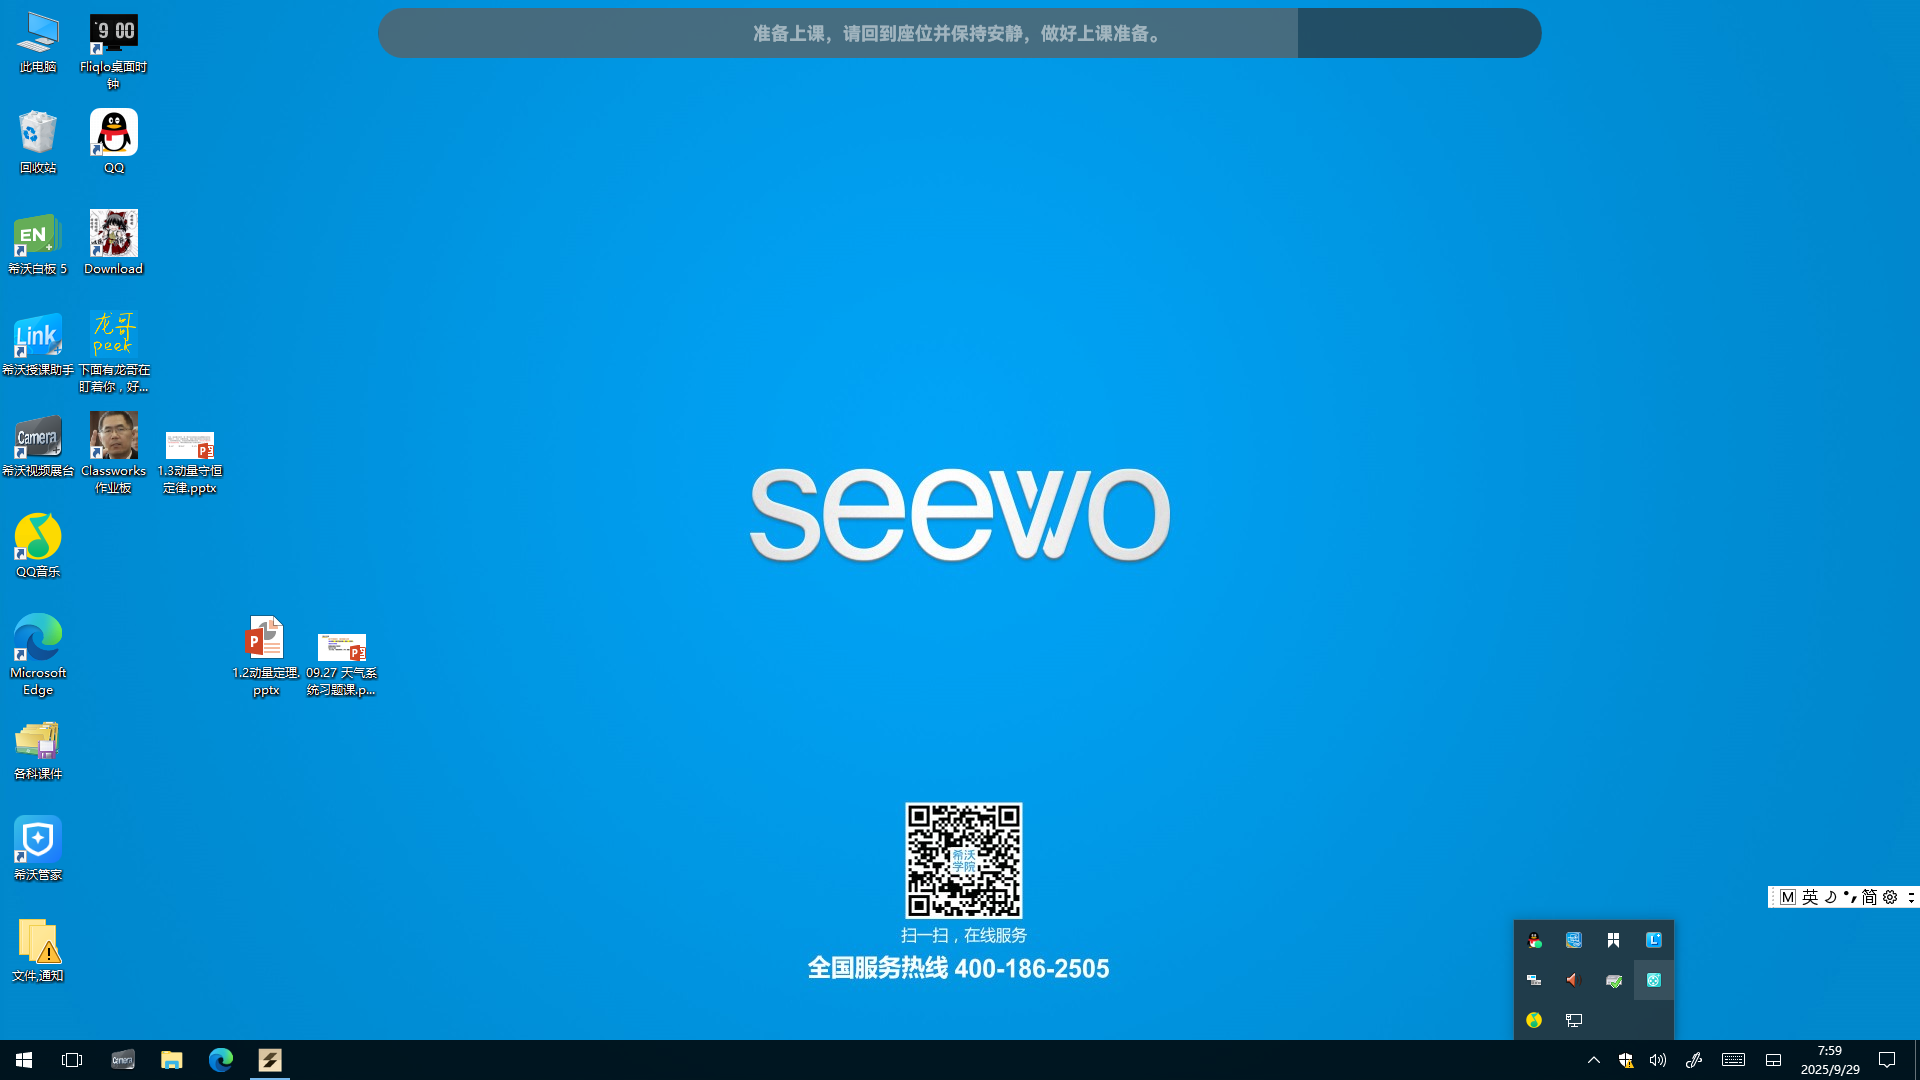 准备上课，请回到座位并保持安静，做好上课准备。
此电脑
Fliqlo桌面时
钟
9 00
回收站
QQ
EN
希沃白板 5
Download
Link
希沃授课助手
龙哥
peek
下面有龙哥在
盯着你，好...
Camera
希沃视频展台
Classworks
作业板
1.3动量守恒
定律.pptx
QQ音乐
Microsoft
Edge
1.2动量定理.
pptx
09.27 天气系
统习题课.p...
各科课件
希沃管家
文件,通知
seewo
希沃
学院
扫一扫，在线服务
全国服务热线 400-186-2505
M 英 简
7:59
2025/9/29